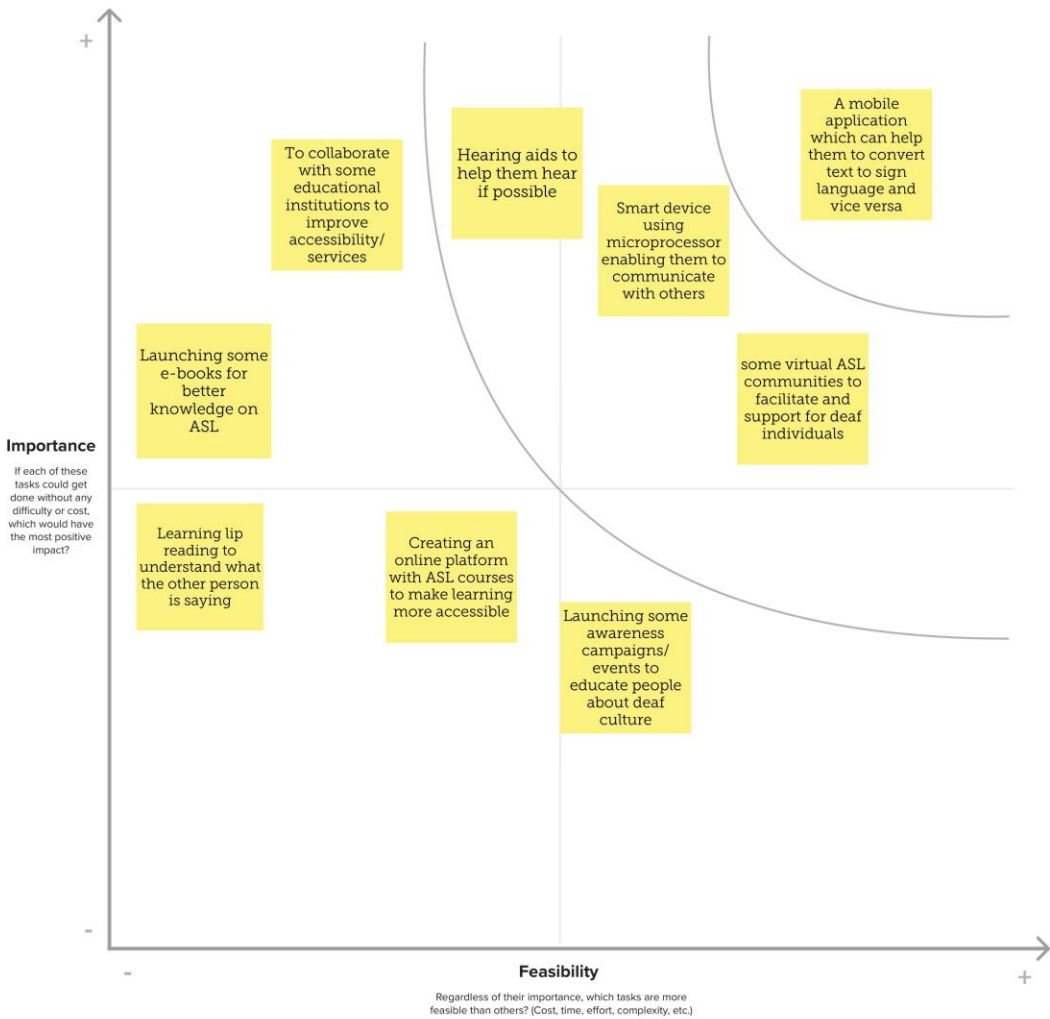 +
A mobile
application
which can help
them to convert
text to sign
language and
vice versa
Hearing aids to
help them hear
if possible
To collaborate
with some
educational
institutions to
improve
accessibility/
services
Smart device
using
microprocessor
enabling them to
communicate
with others
Launching some
e-books for
better
knowledge on
ASL
some virtual ASL
communities to
facilitate and
support for deaf
individuals
Importance
If each of these
tasks could get
done without any
difficulty or cost,
which would have
the most positive
impact?
Learning lip
reading to
understand what
the other person
is saying
Creating an
online platform
with ASL courses
to make learning
more accessible
Launching some
awareness
campaigns/
events to
educate people
about deaf
culture
-
-
Feasibility
+
Regardless of their importance, which tasks are more
feasible than others? (Cost, time, effort, complexity, etc.)